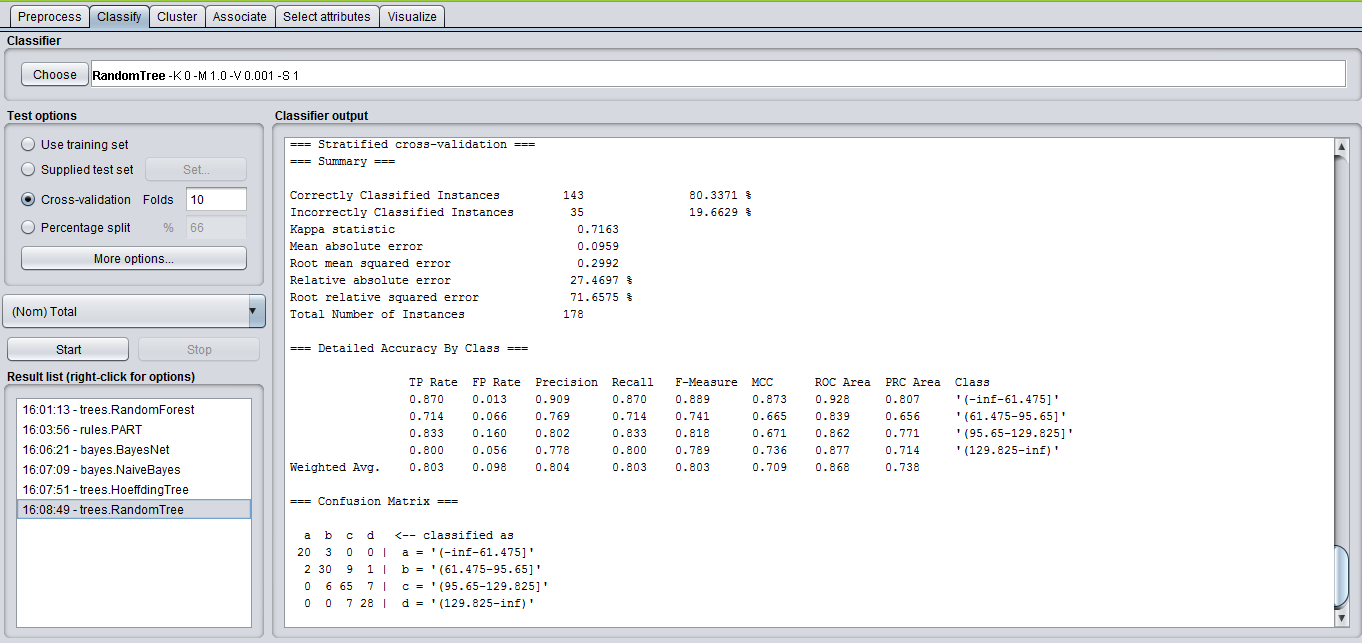 Preprocess Classify Cluster Associate Select attributes Visualize
Classifier
Choose RandomTree -K 0 -M 1.0 -V 0.001 -S 1
Test options
Use training set
Supplied test set Set...
Cross-validation Folds 10
Percentage split % 66
More options...
(Nom) Total
Start Stop
Result list (right-click for options)
16:01:13 - trees.RandomForest
16:03:56 - rules.PART
16:06:21 - bayes.BayesNet
16:07:09 - bayes.NaiveBayes
16:07:51 - trees.HoeffdingTree
16:08:49 - trees.RandomTree
Classifier output
=== Stratified cross-validation ===
=== Summary ===
Correctly Classified Instances 143 80.3371 %
Incorrectly Classified Instances 35 19.6629 %
Kappa statistic 0.7163
Mean absolute error 0.0959
Root mean squared error 0.2992
Relative absolute error 27.4697 %
Root relative squared error 71.6575 %
Total Number of Instances 178
=== Detailed Accuracy By Class ===
TP Rate FP Rate Precision Recall F-Measure MCC ROC Area PRC Area Class
0.870 0.013 0.909 0.870 0.889 0.873 0.928 0.807 '(-inf-61.475]'
0.714 0.066 0.769 0.714 0.741 0.665 0.839 0.656 '(61.475-95.65]'
0.833 0.160 0.802 0.833 0.818 0.671 0.862 0.771 '(95.65-129.825]'
0.800 0.056 0.778 0.800 0.789 0.736 0.877 0.714 '(129.825-inf)'
Weighted Avg. 0.803 0.098 0.804 0.803 0.803 0.709 0.868 0.738
=== Confusion Matrix ===
a b c d <-- classified as
20 3 0 0 | a = '(-inf-61.475]'
2 30 9 1 | b = '(61.475-95.65]'
0 6 65 7 | c = '(95.65-129.825]'
0 0 7 28 | d = '(129.825-inf)'